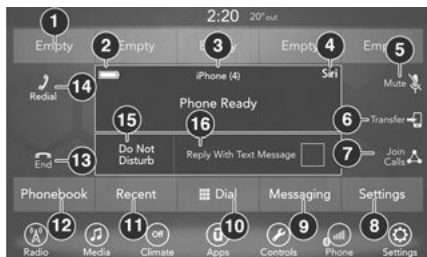 2:20 20°out
1
Empty Empty Empty Empty
2 3 4 5
iPhone (4) Siri
Mute
14
Redial
Phone Ready
6 Transfer
15 16
Do Not
Disturb
Reply With Text Message
7 Join
Calls
13
End
Phonebook Recent Dial Messaging Settings
12 11 10 9 8
Off
Radio Media Climate Apps Controls Phone Settings